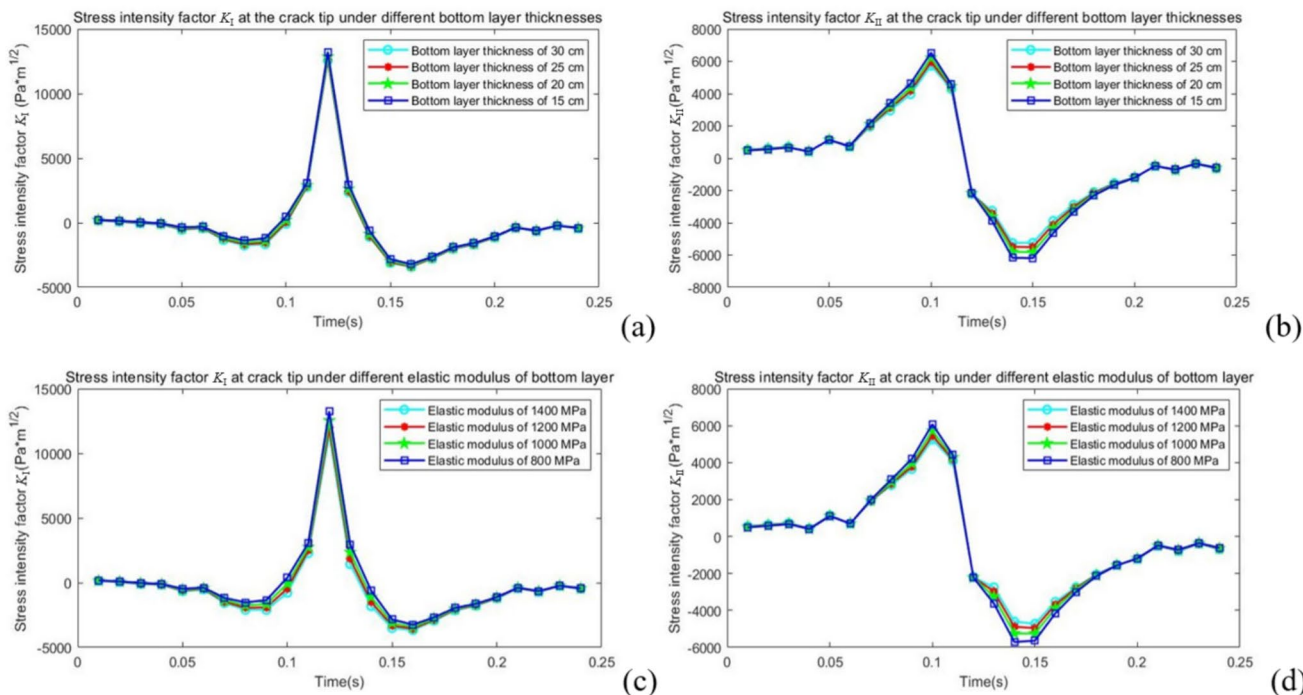 Stress intensity factor K_I at the crack tip under different bottom layer thicknesses
Stress intensity factor K_I (Pa*m^1/2)
15000
10000
5000
0
-5000
Bottom layer thickness of 30 cm
Bottom layer thickness of 25 cm
Bottom layer thickness of 20 cm
Bottom layer thickness of 15 cm
0
0.05
0.1
0.15
0.2
0.25
Time(s)
(a)
Stress intensity factor K_II at the crack tip under different bottom layer thicknesses
Stress intensity factor K_II (Pa*m^1/2)
8000
6000
4000
2000
0
-2000
-4000
-6000
-8000
Bottom layer thickness of 30 cm
Bottom layer thickness of 25 cm
Bottom layer thickness of 20 cm
Bottom layer thickness of 15 cm
0
0.05
0.1
0.15
0.2
0.25
Time(s)
(b)
Stress intensity factor K_I at crack tip under different elastic modulus of bottom layer
Stress intensity factor K_I(Pa*m^1/2)
15000
10000
5000
0
-5000
Elastic modulus of 1400 MPa
Elastic modulus of 1200 MPa
Elastic modulus of 1000 MPa
Elastic modulus of 800 MPa
0
0.05
0.1
0.15
0.2
0.25
Time(s)
(c)
Stress intensity factor K_II at crack tip under different elastic modulus of bottom layer
Stress intensity factor K_II (Pa*m^1/2)
8000
6000
4000
2000
0
-2000
-4000
-6000
Elastic modulus of 1400 MPa
Elastic modulus of 1200 MPa
Elastic modulus of 1000 MPa
Elastic modulus of 800 MPa
0
0.05
0.1
0.15
0.2
0.25
Time(s)
(d)